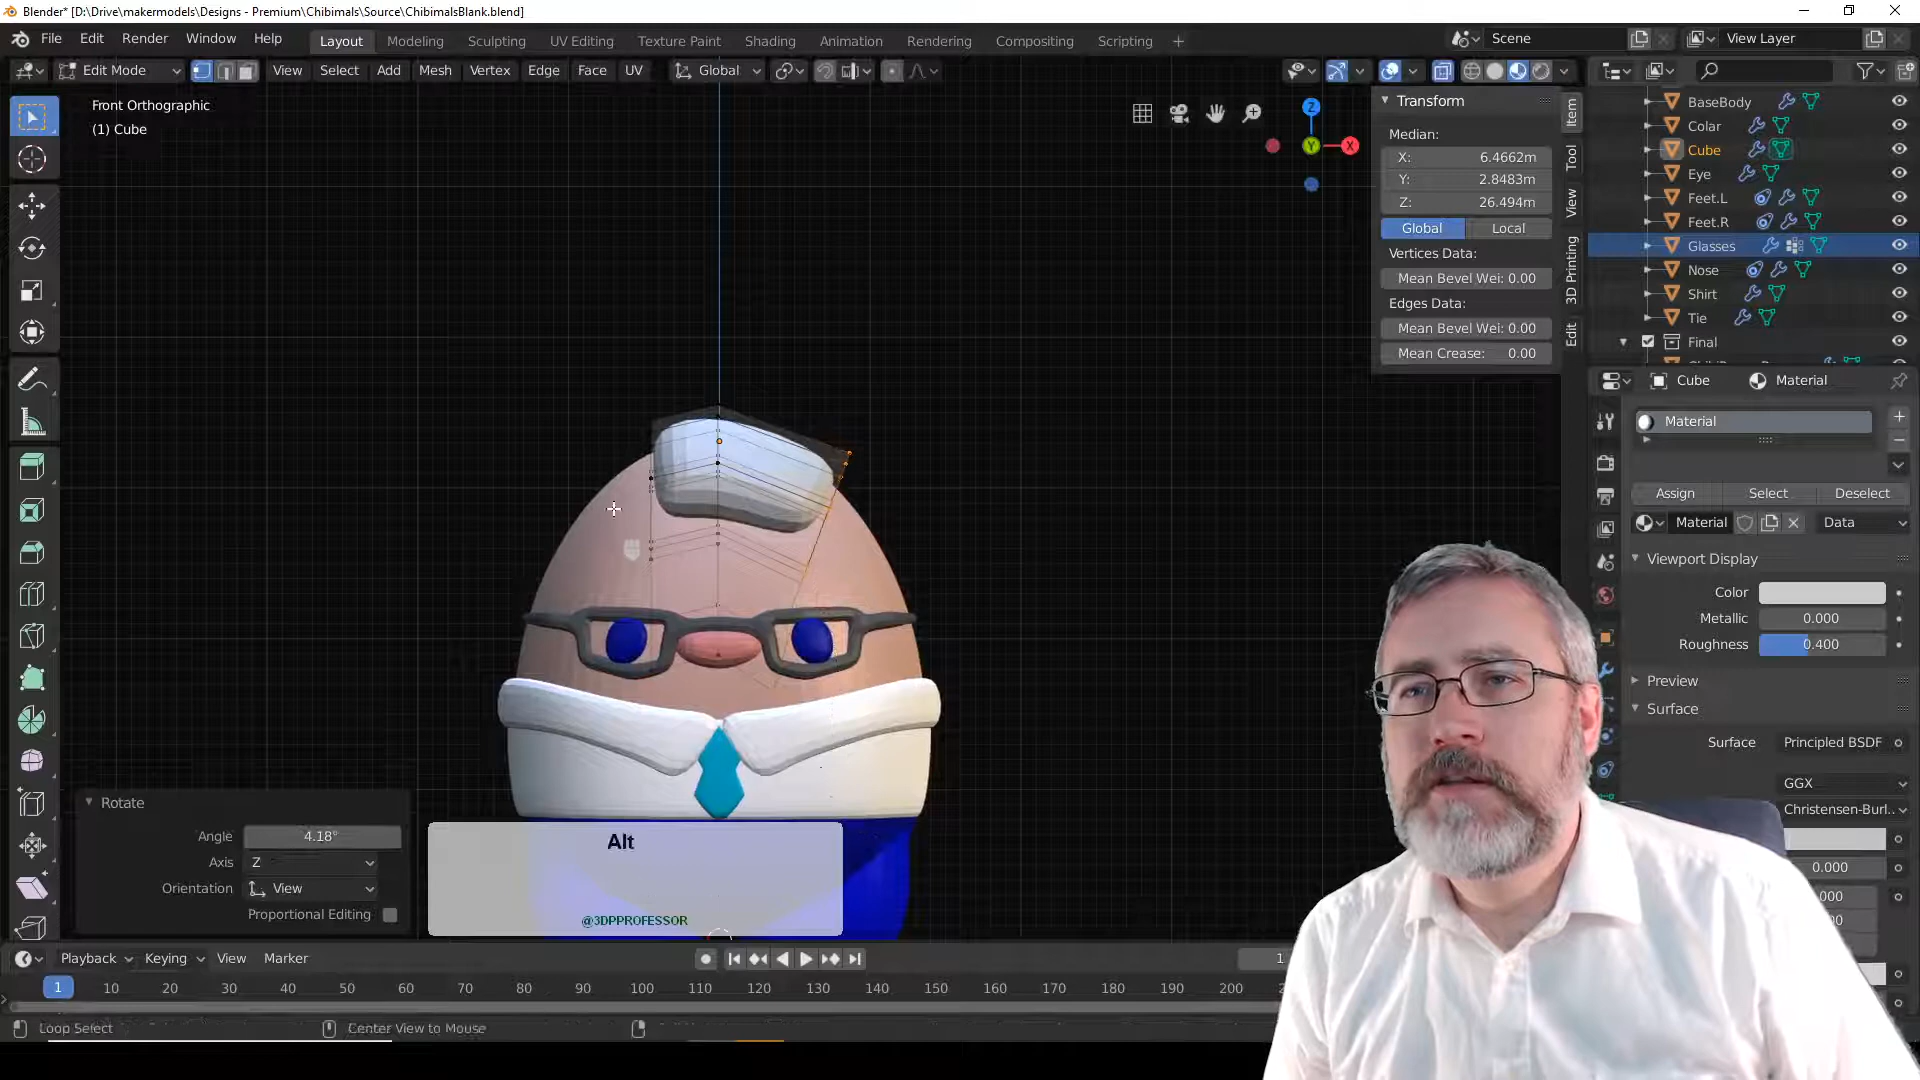 Blender* [D:\Drive\makermodels\Designs - Premium\Chibimals\Source\ChibimalsBlank.blend]
File Edit Render Window Help Layout Modeling Sculpting UV Editing Texture Paint Shading Animation Rendering Compositing Scripting + Scene View Layer
Edit Mode View Select Add Mesh Vertex Edge Face UV Global
Front Orthographic
(1) Cube
Z
Y
X
Transform
Median:
X: 6.4662m
Y: 2.8483m
Z: 26.494m
Global Local
Vertices Data:
Mean Bevel Wei: 0.00
Edges Data:
Mean Bevel Wei: 0.00
Mean Crease: 0.00
Item
Tool
View
3D Printing
Edit
BaseBody
Colar
Cube
Eye
Feet.L
Feet.R
Glasses
Nose
Shirt
Tie
Final
Cube Material
Material
Assign Select Deselect
Material Data
Viewport Display
Color
Metallic 0.000
Roughness 0.400
Preview
Surface
Surface Principled BSDF
GGX
Christensen-Burl..
0.000
Rotate
Angle 4.18°
Axis Z
Orientation View
Proportional Editing
Alt
@3DPPROFESSOR
Playback Keying View Marker 1
1 10 20 30 40 50 60 70 80 90 100 110 120 130 140 150 160 170 180 190 200 210
Loop Select Center View to Mouse